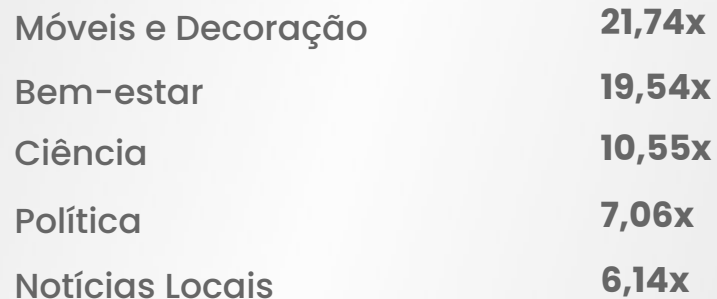 Móveis e Decoração 21,74x
Bem-estar 19,54x
Ciência 10,55x
Política 7,06x
Notícias Locais 6,14x